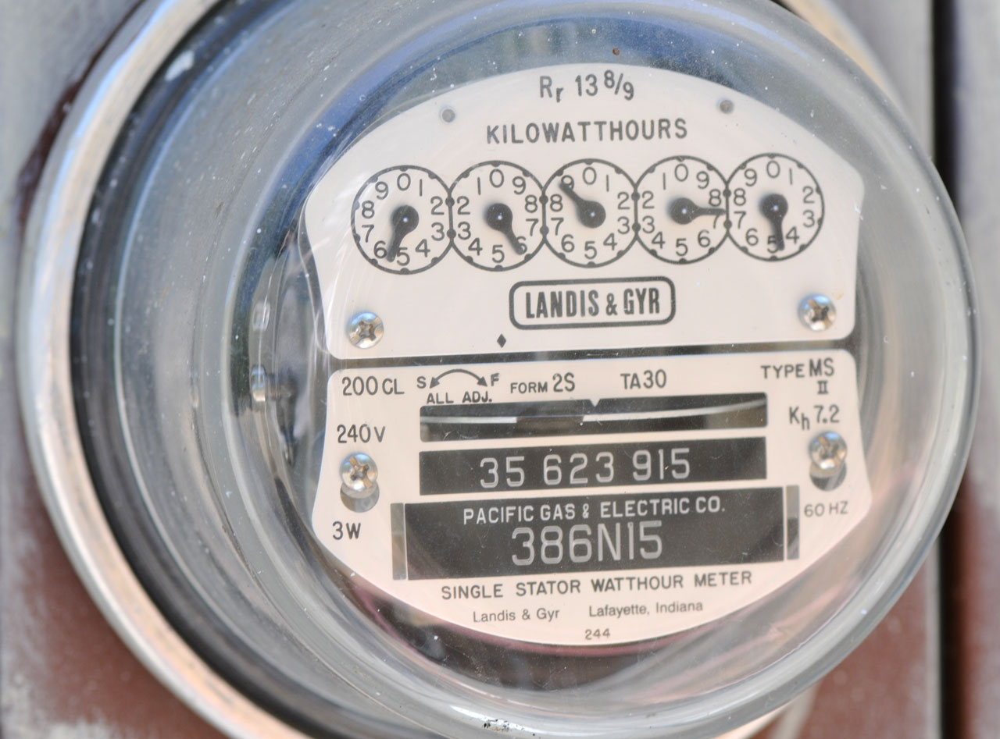 Rr 13 8/9
KILOWATTHOURS
0 1 2 3 4 5 6 7 8 9
0 9 8 7 6 5 4 3 2 1
0 1 2 3 4 5 6 7 8 9
0 9 8 7 6 5 4 3 2 1
0 1 2 3 4 5 6 7 8 9
LANDIS & GYR
200 CL S F FORM 2S TA30 TYPE MS
ALL ADJ. II
240V Kh 7.2
35 623 915
PACIFIC GAS & ELECTRIC CO.
3W 386N15 60 HZ
SINGLE STATOR WATTHOUR METER
Landis & Gyr Lafayette, Indiana
244